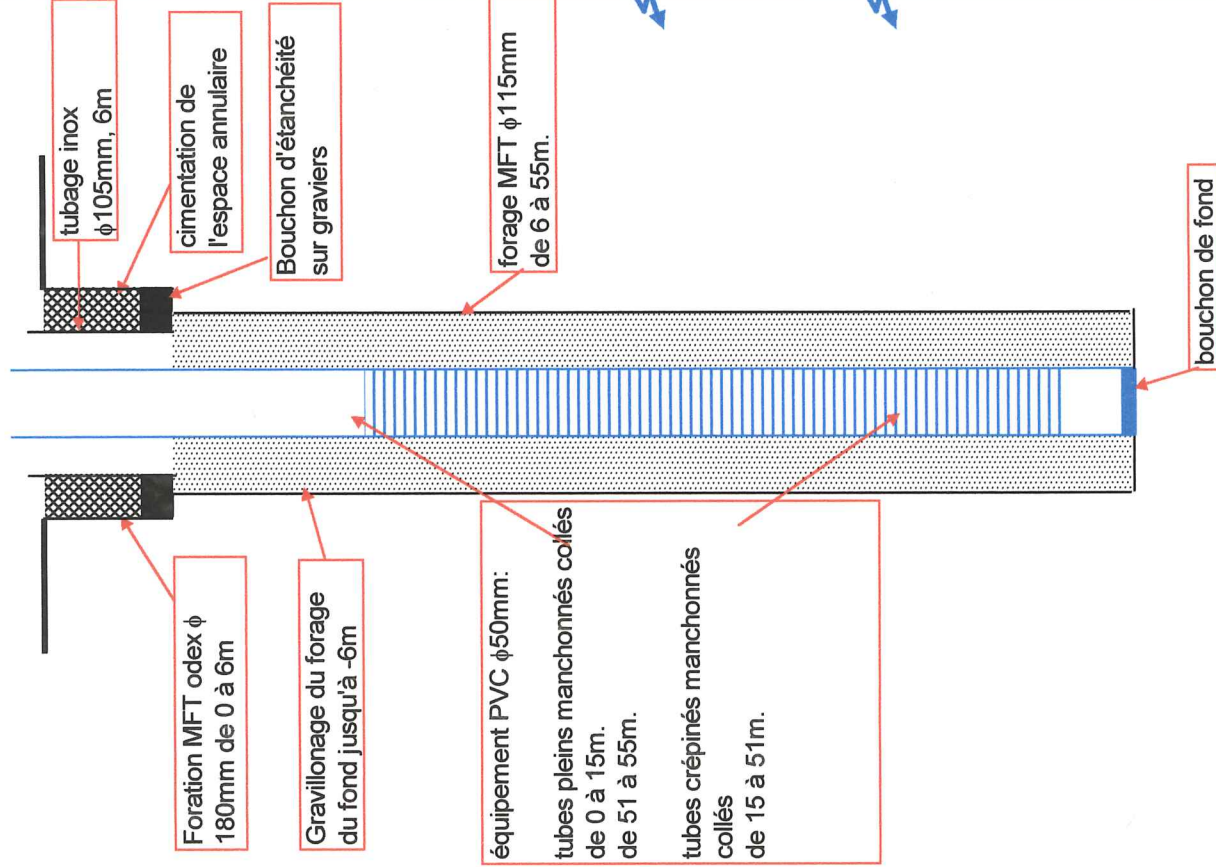 tubage inox
ϕ105mm, 6m
cimentation de
l'espace annulaire
Bouchon d'étanchéité
sur graviers
Foration MFT odex ϕ
180mm de 0 à 6m
Gravillonage du forage
du fond jusqu'à -6m
forage MFT ϕ115mm
de 6 à 55m.
équipement PVC ϕ50mm:
tubes pleins manchonnés collés
de 0 à 15m.
de 51 à 55m.
tubes crépinés manchonnés
collés
de 15 à 51m.
bouchon de fond